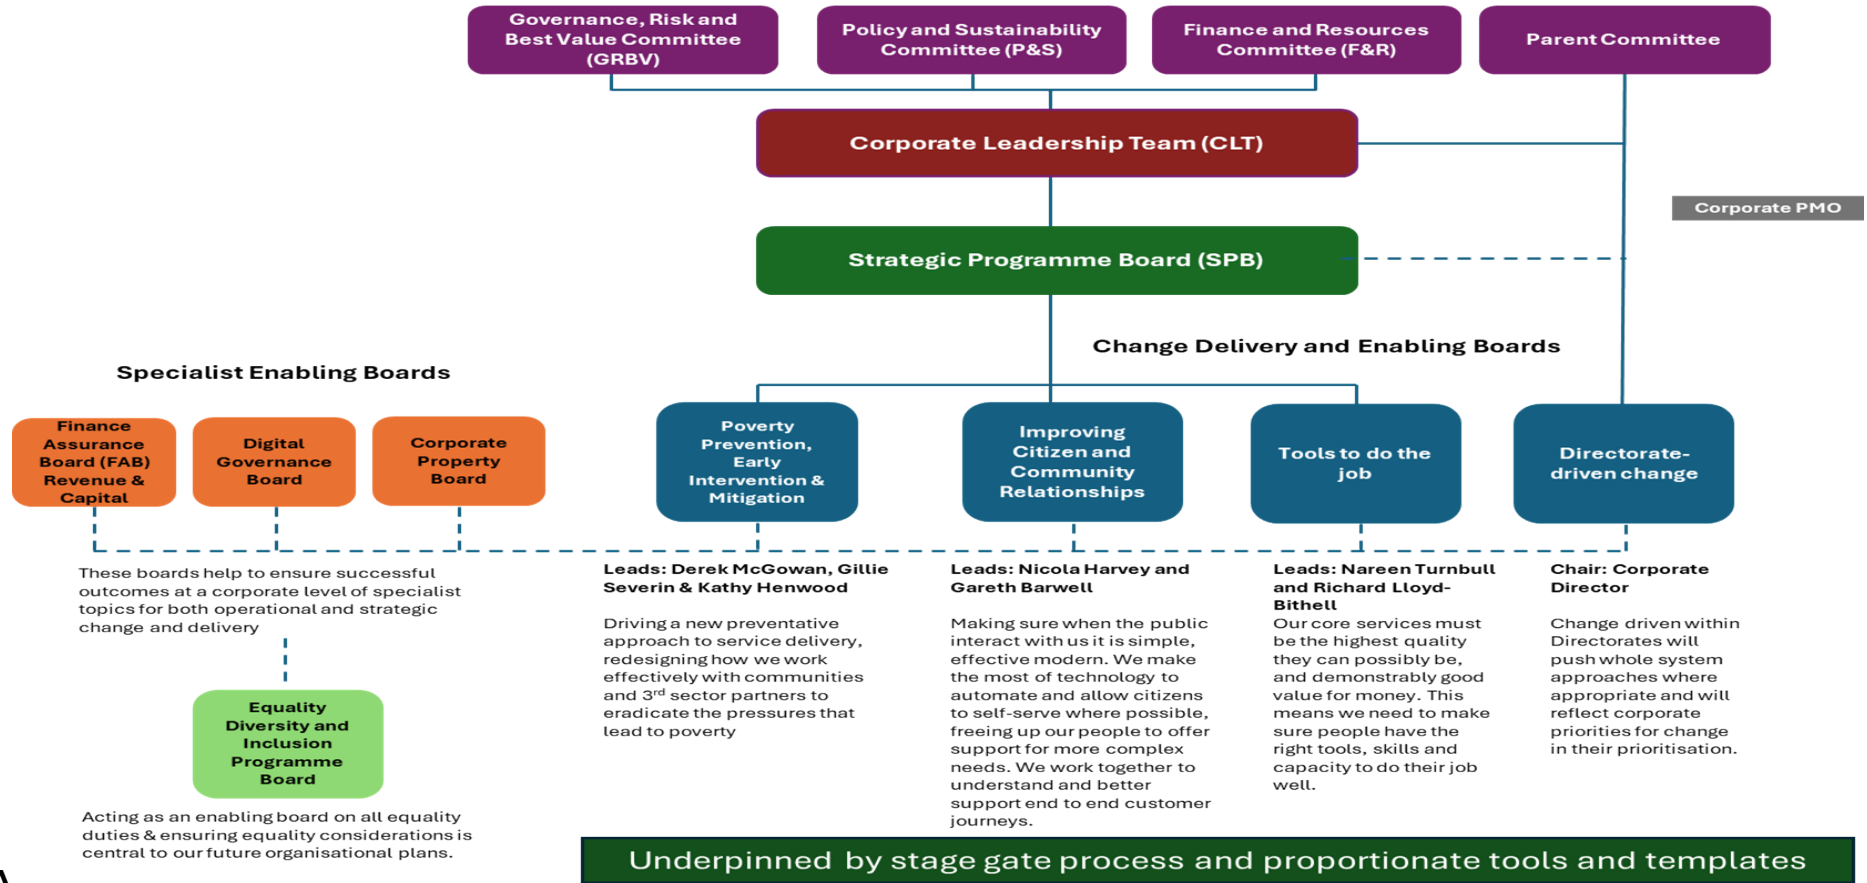 Governance, Risk and
Best Value Committee
(GRBV)
Policy and Sustainability
Committee (P&S)
Finance and Resources
Committee (F&R)
Parent Committee
Corporate Leadership Team (CLT)
Corporate PMO
Strategic Programme Board (SPB)
Change Delivery and Enabling Boards
Specialist Enabling Boards
Finance
Assurance
Board (FAB)
Revenue &
Capital
Digital
Governance
Board
Corporate
Property
Board
Poverty
Prevention,
Early
Intervention &
Mitigation
Improving
Citizen and
Community
Relationships
Tools to do the
job
Directorate-
driven change
These boards help to ensure successful
outcomes at a corporate level of specialist
topics for both operational and strategic
change and delivery
Equality
Diversity and
Inclusion
Programme
Board
Acting as an enabling board on all equality
duties & ensuring equality considerations is
central to our future organisational plans.
Leads: Derek McGowan, Gillie
Severin & Kathy Henwood
Driving a new preventative
approach to service delivery,
redesigning how we work
effectively with communities
and 3rd sector partners to
eradicate the pressures that
lead to poverty
Leads: Nicola Harvey and
Gareth Barwell
Making sure when the public
interact with us it is simple,
effective modern. We make
the most of technology to
automate and allow citizens
to self-serve where possible,
freeing up our people to offer
support for more complex
needs. We work together to
understand and better
support end to end customer
journeys.
Leads: Nareen Turnbull
and Richard Lloyd-
Bithell
Our core services must
be the highest quality
they can possibly be,
and demonstrably good
value for money. This
means we need to make
sure people have the
right tools, skills and
capacity to do their job
well.
Chair: Corporate
Director
Change driven within
Directorates will
push whole system
approaches where
appropriate and will
reflect corporate
priorities for change
in their prioritisation.
Underpinned by stage gate process and proportionate tools and templates